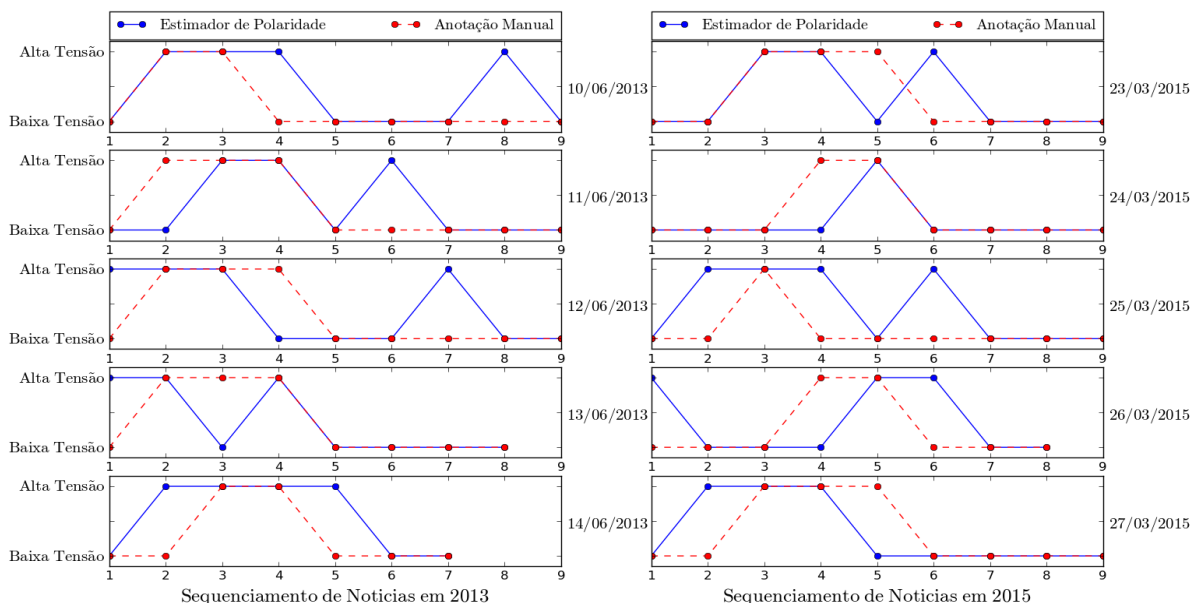 Estimador de Polaridade Anotação Manual
Alta Tensão
Baixa Tensão
10/06/2013
1 2 3 4 5 6 7 8 9
Alta Tensão
Baixa Tensão
11/06/2013
1 2 3 4 5 6 7 8 9
Alta Tensão
Baixa Tensão
12/06/2013
1 2 3 4 5 6 7 8 9
Alta Tensão
Baixa Tensão
13/06/2013
1 2 3 4 5 6 7 8 9
Alta Tensão
Baixa Tensão
14/06/2013
1 2 3 4 5 6 7 8 9
Sequenciamento de Noticias em 2013
Estimador de Polaridade Anotação Manual
23/03/2015
1 2 3 4 5 6 7 8 9
24/03/2015
1 2 3 4 5 6 7 8 9
25/03/2015
1 2 3 4 5 6 7 8 9
26/03/2015
1 2 3 4 5 6 7 8 9
27/03/2015
1 2 3 4 5 6 7 8 9
Sequenciamento de Noticias em 2015